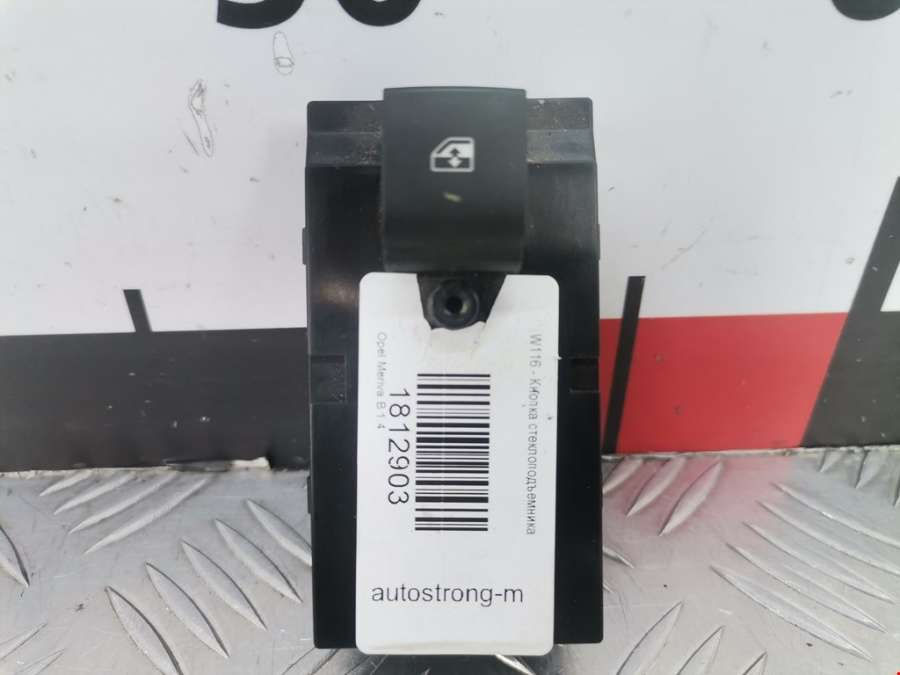 W116 - Кнопка стеклоподъемника
1812903
Opel Meriva B 1.4
autostrong-m